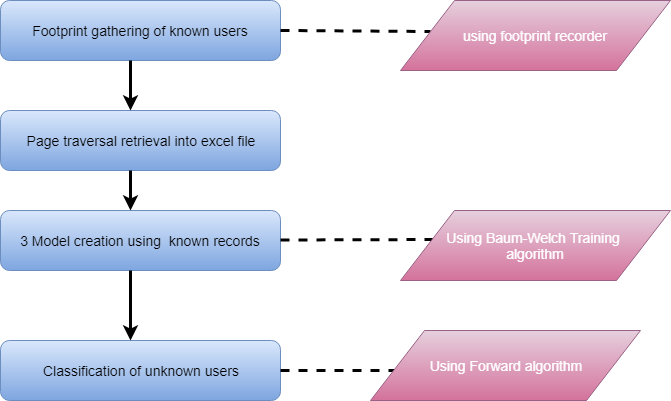 Footprint gathering of known users
using footprint recorder
Page traversal retrieval into excel file
3 Model creation using  known records
Using Baum-Welch Training
algorithm
Classification of unknown users
Using Forward algorithm